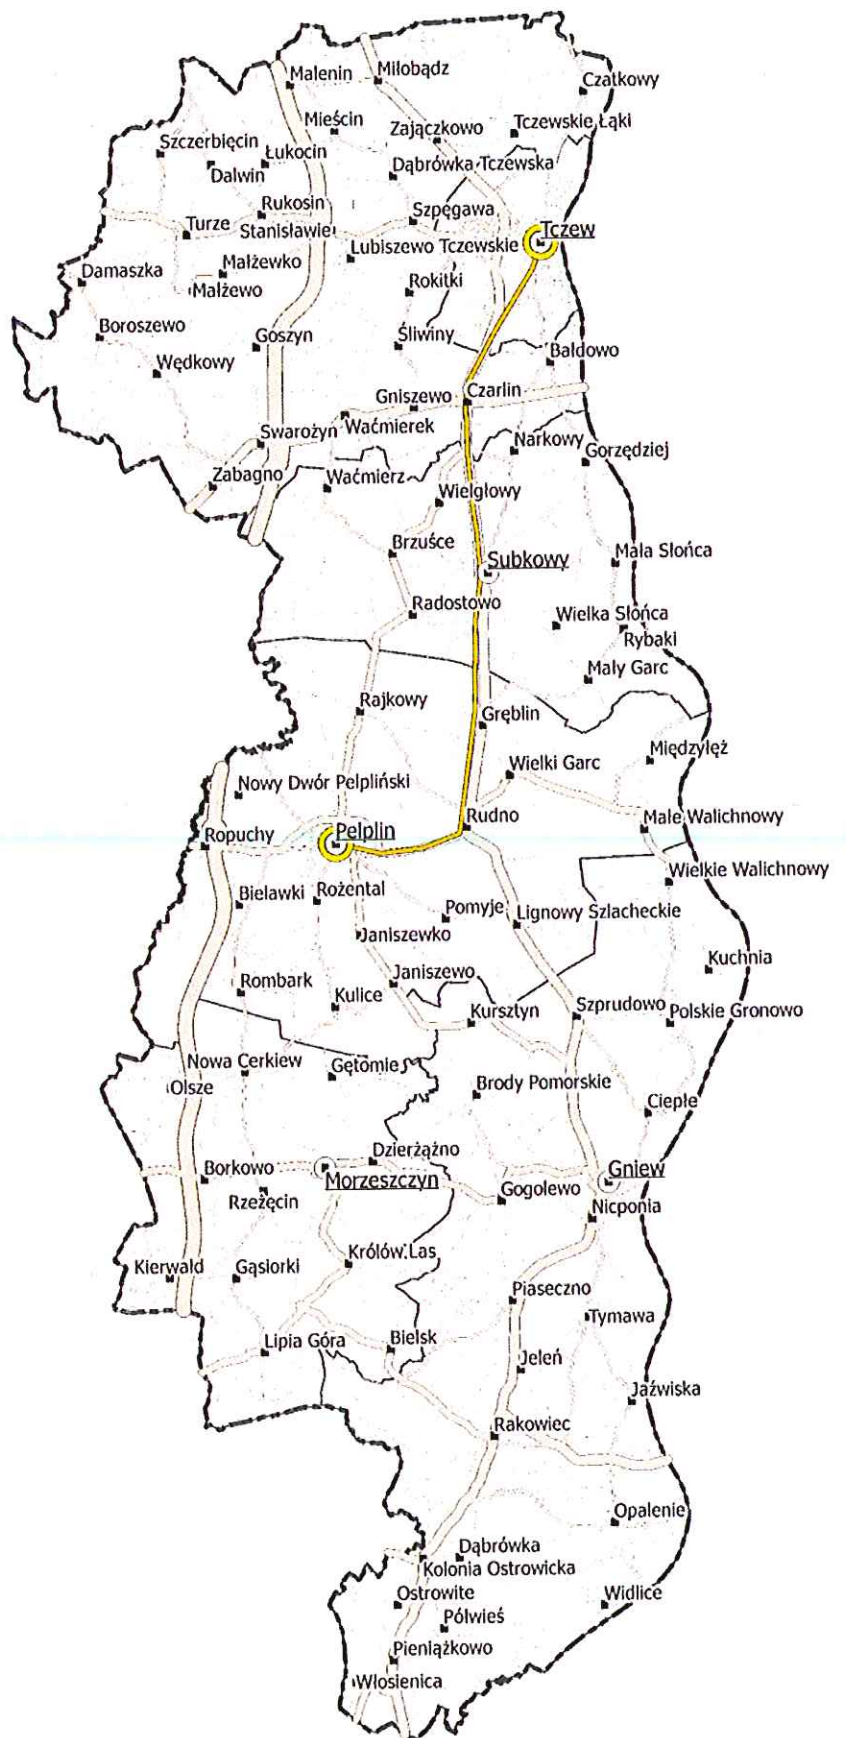 Malenin
Miłobądz
Czatkowy
Mieścin
Zajączkowo
Tczewskie Łąki
Szczerbięcin
Dalwin
Łukocin
Dąbrówka Tczewska
Rukosin
Szpęgawa
Turze
Stanisławie
Lubiszewo Tczewskie
Tczew
Damaszka
Małżewko
Małżewo
Rokitki
Boroszewo
Goszyn
Śliwiny
Bałdowo
Wędkowy
Gniszewo
Czarlin
Waćmierek
Swarożyn
Narkowy
Gorzędziej
Zabagno
Waćmierz
Wielgłowy
Brzuśce
Subkowy
Mała Słońca
Radostowo
Wielka Słońca
Rybaki
Mały Garc
Rajkowy
Gręblin
Międzyłęż
Wielki Garc
Nowy Dwór Pelpliński
Ropuchy
Pelplin
Rudno
Małe Walichnowy
Wielkie Walichnowy
Bielawki
Rożental
Pomyje
Lignowy Szlacheckie
Janiszewko
Kuchnia
Rombark
Kulice
Janiszewo
Kursztyn
Szprudowo
Polskie Gronowo
Nowa Cerkiew
Gętomie
Olsze
Brody Pomorskie
Ciepłe
Borkowo
Dzierżążno
Morzeszczyn
Gniew
Rzeżęcin
Gogolewo
Nicponia
Kierwałd
Gąsiorki
Królów Las
Piaseczno
Tymawa
Lipia Góra
Bielsk
Jeleń
Jaźwiska
Rakowiec
Opalenie
Dąbrówka
Kolonia Ostrowicka
Ostrowite
Widlice
Półwieś
Pieniążkowo
Włosienica